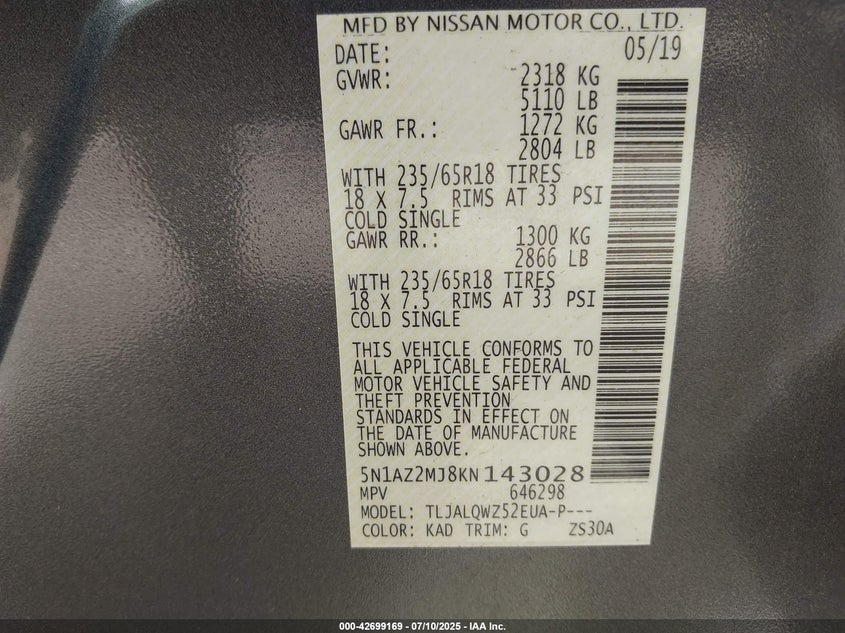 MFD BY NISSAN MOTOR CO., LTD.
DATE: 05/19
GVWR: 2318 KG
5110 LB
GAWR FR.: 1272 KG
2804 LB
WITH 235/65R18 TIRES
18 X 7.5 RIMS AT 33 PSI
COLD SINGLE
GAWR RR.: 1300 KG
2866 LB
WITH 235/65R18 TIRES
18 X 7.5 RIMS AT 33 PSI
COLD SINGLE
THIS VEHICLE CONFORMS TO
ALL APPLICABLE FEDERAL
MOTOR VEHICLE SAFETY AND
THEFT PREVENTION
STANDARDS IN EFFECT ON
THE DATE OF MANUFACTURE
SHOWN ABOVE.
5N1AZ2MJ8KN143028
MPV 646298
MODEL: TLJALQWZ52EUA-P---
COLOR: KAD TRIM: G ZS30A
000-42699169 - 07/10/2025 - IAA Inc.